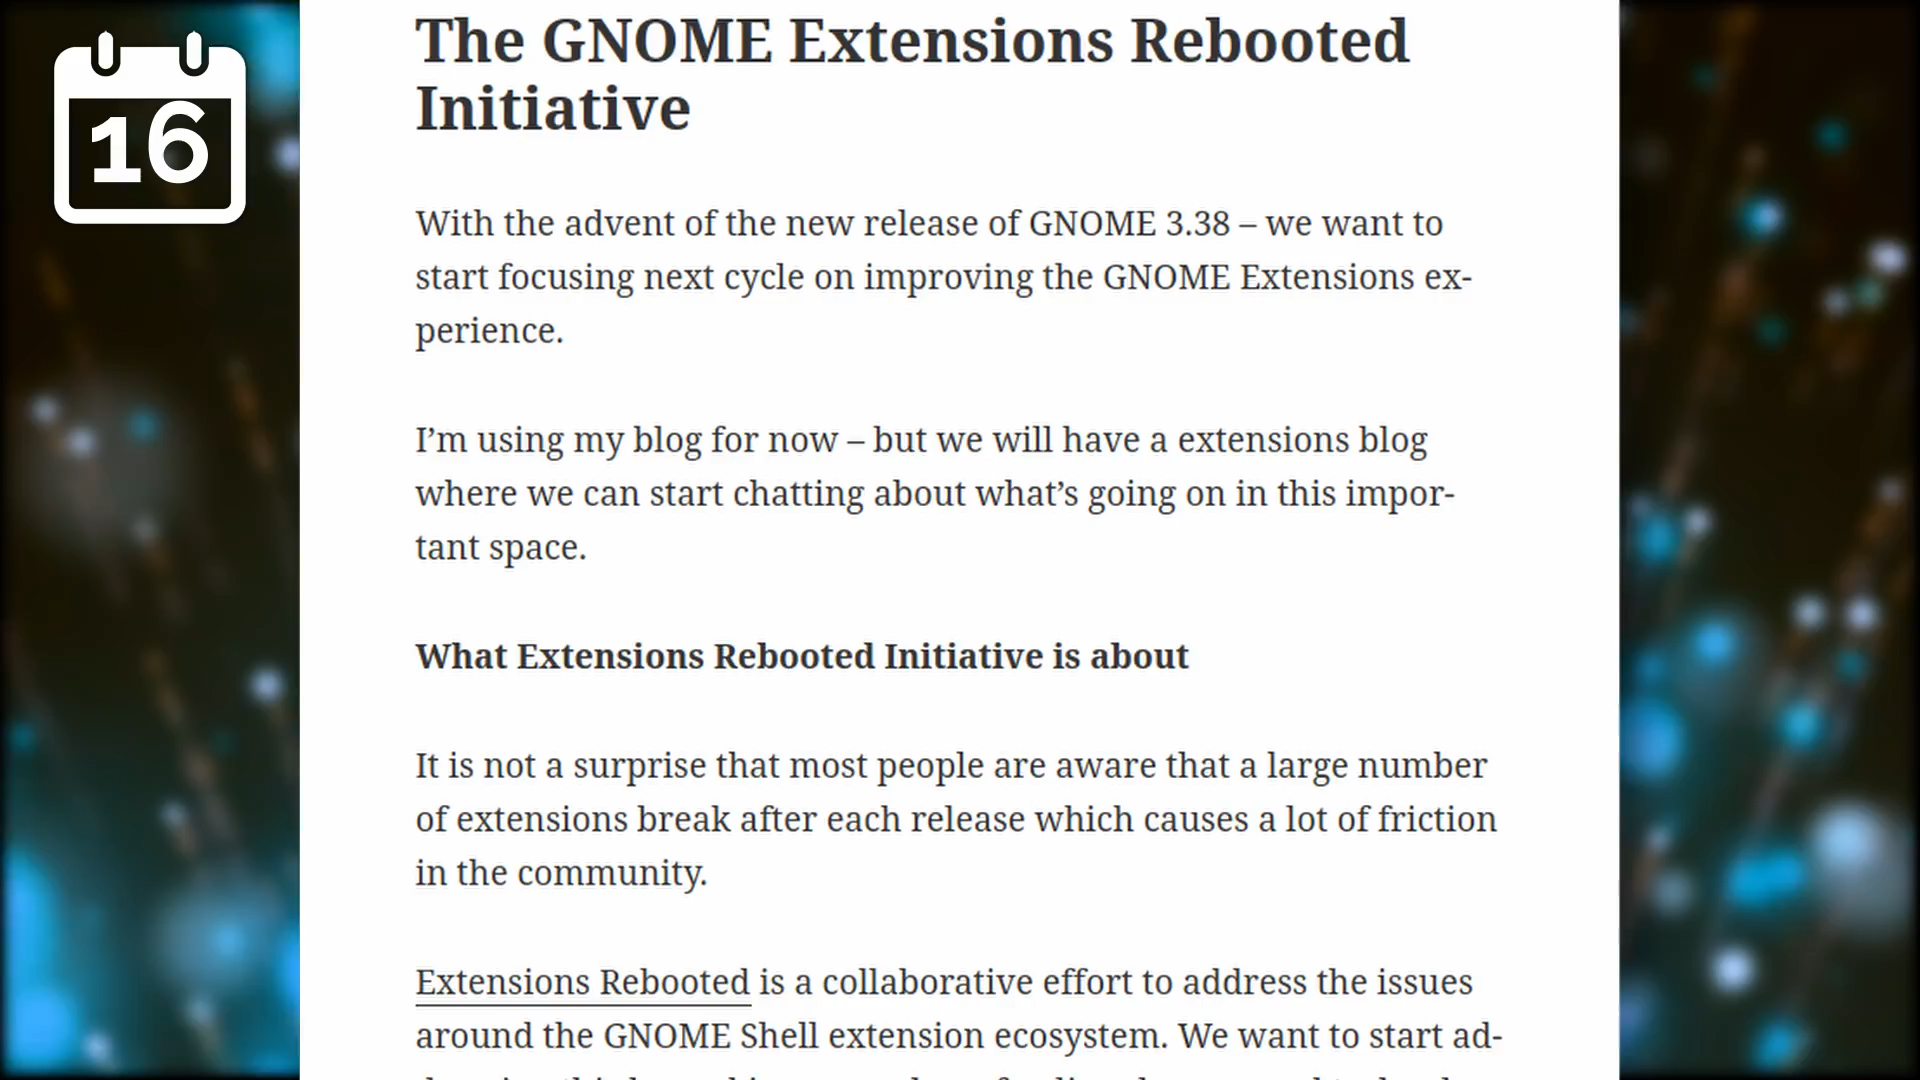 16
The GNOME Extensions Rebooted
Initiative
With the advent of the new release of GNOME 3.38 – we want to
start focusing next cycle on improving the GNOME Extensions ex-
perience.
I’m using my blog for now – but we will have a extensions blog
where we can start chatting about what’s going on in this impor-
tant space.
What Extensions Rebooted Initiative is about
It is not a surprise that most people are aware that a large number
of extensions break after each release which causes a lot of friction
in the community.
Extensions Rebooted is a collaborative effort to address the issues
around the GNOME Shell extension ecosystem. We want to start ad-